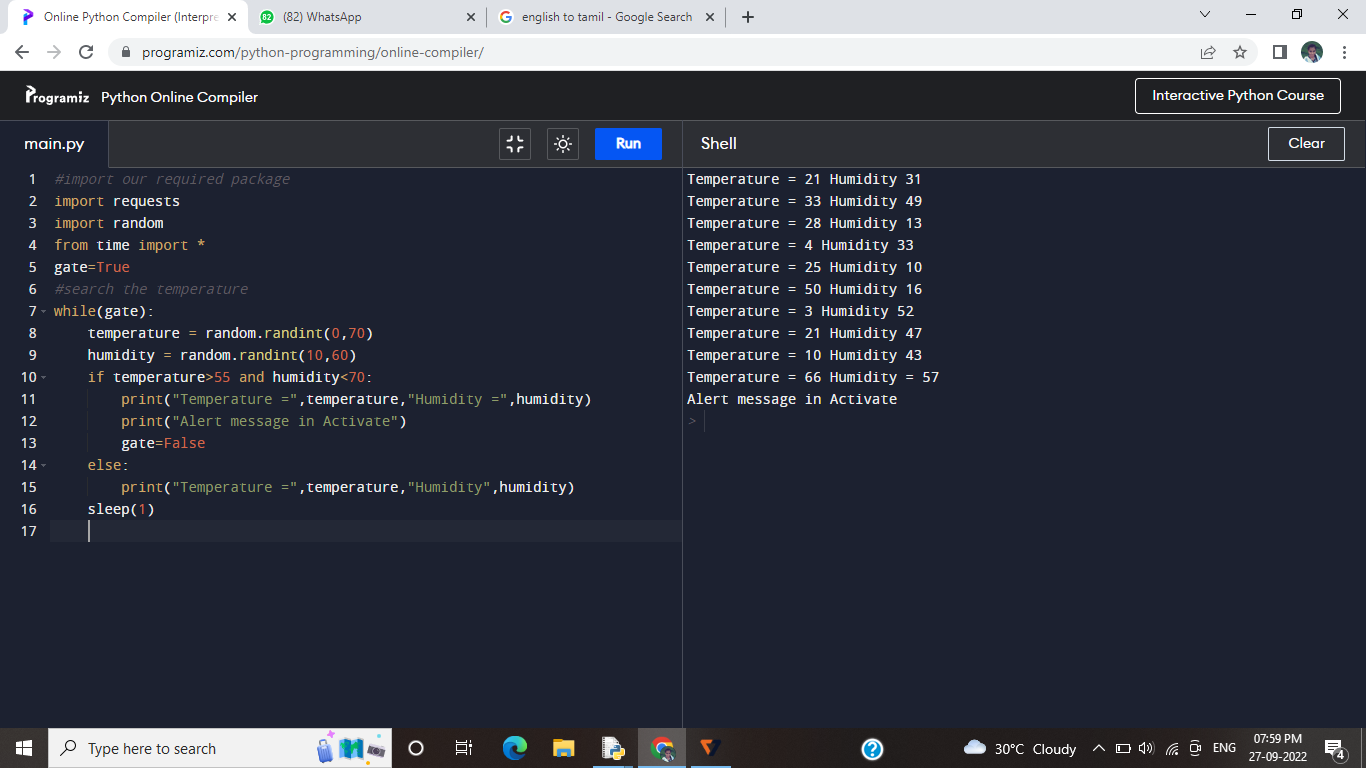 Online Python Compiler (Interpre
(82) WhatsApp
english to tamil - Google Search
programiz.com/python-programming/online-compiler/
Programiz Python Online Compiler
Interactive Python Course
main.py
Run
Shell
Clear
1 #import our required package
2 import requests
3 import random
4 from time import *
5 gate=True
6 #search the temperature
7 while(gate):
8 temperature = random.randint(0,70)
9 humidity = random.randint(10,60)
10 if temperature>55 and humidity<70:
11 print("Temperature =",temperature,"Humidity =",humidity)
12 print("Alert message in Activate")
13 gate=False
14 else:
15 print("Temperature =",temperature,"Humidity",humidity)
16 sleep(1)
17
Temperature = 21 Humidity 31
Temperature = 33 Humidity 49
Temperature = 28 Humidity 13
Temperature = 4 Humidity 33
Temperature = 25 Humidity 10
Temperature = 50 Humidity 16
Temperature = 3 Humidity 52
Temperature = 21 Humidity 47
Temperature = 10 Humidity 43
Temperature = 66 Humidity = 57
Alert message in Activate
>
Type here to search
30°C Cloudy
ENG
07:59 PM
27-09-2022
4